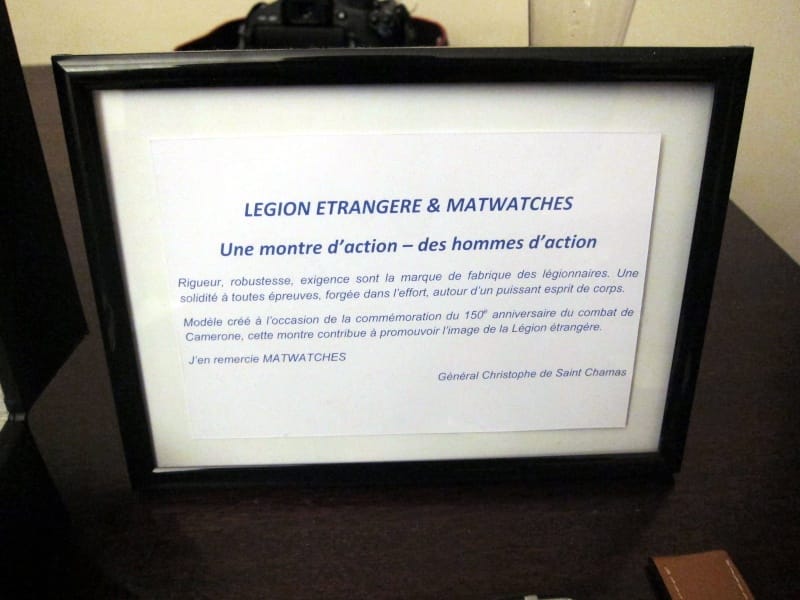 LEGION ETRANGERE & MATWATCHES
Une montre d'action – des hommes d'action
Rigueur, robustesse, exigence sont la marque de fabrique des légionnaires. Une
solidité à toutes épreuves, forgée dans l'effort, autour d'un puissant esprit de corps.
Modèle créé à l'occasion de la commémoration du 150e anniversaire du combat de
Camerone, cette montre contribue à promouvoir l'image de la Légion étrangère.
J'en remercie MATWATCHES
Général Christophe de Saint Chamas